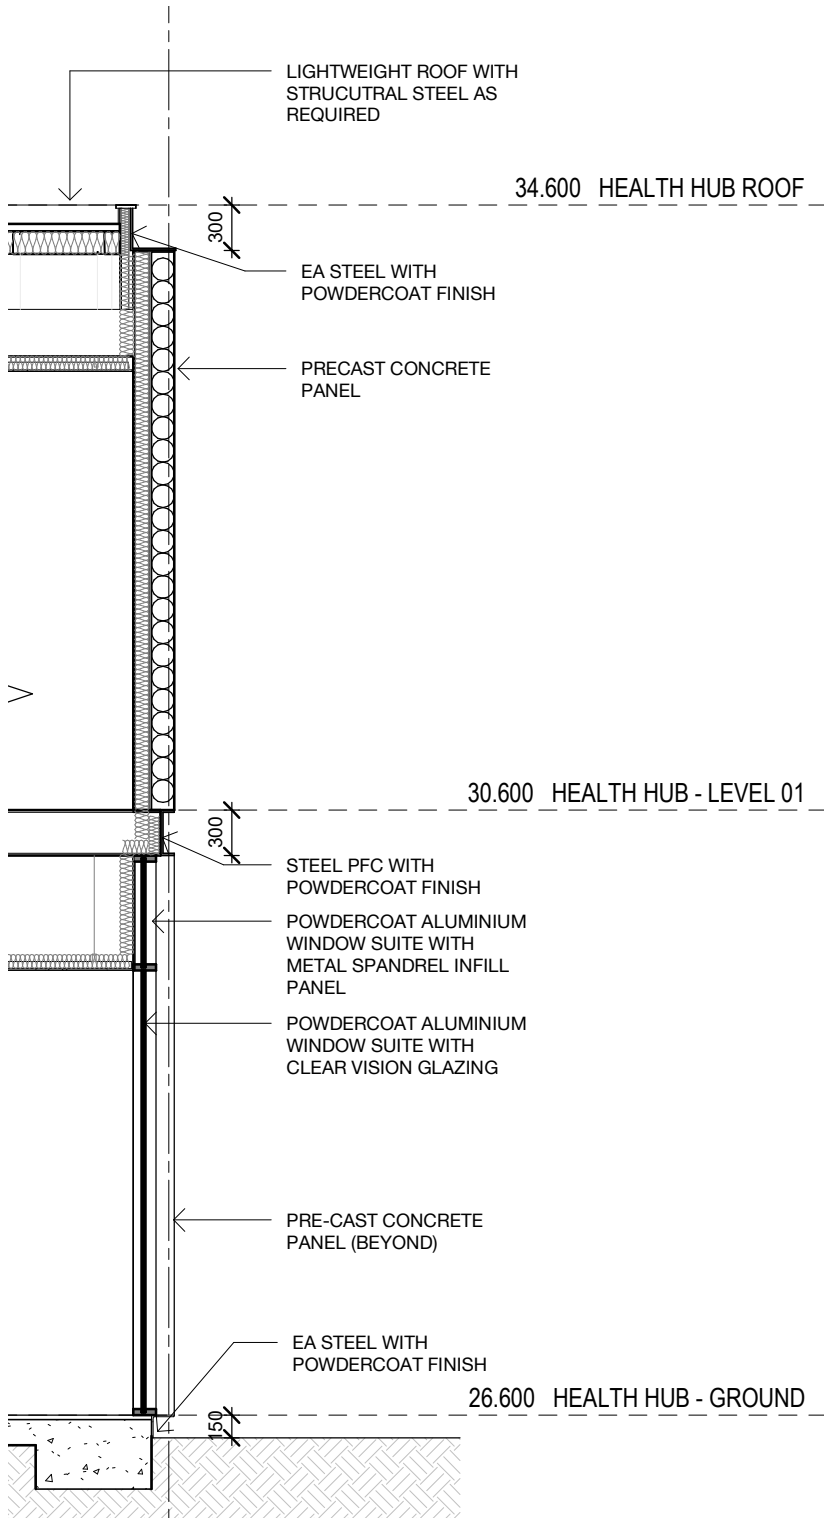 LIGHTWEIGHT ROOF WITH
STRUCUTRAL STEEL AS
REQUIRED
34.600 HEALTH HUB ROOF
300
EA STEEL WITH
POWDERCOAT FINISH
PRECAST CONCRETE
PANEL
30.600 HEALTH HUB - LEVEL 01
300
STEEL PFC WITH
POWDERCOAT FINISH
POWDERCOAT ALUMINIUM
WINDOW SUITE WITH
METAL SPANDREL INFILL
PANEL
POWDERCOAT ALUMINIUM
WINDOW SUITE WITH
CLEAR VISION GLAZING
PRE-CAST CONCRETE
PANEL (BEYOND)
EA STEEL WITH
POWDERCOAT FINISH
26.600 HEALTH HUB - GROUND
150